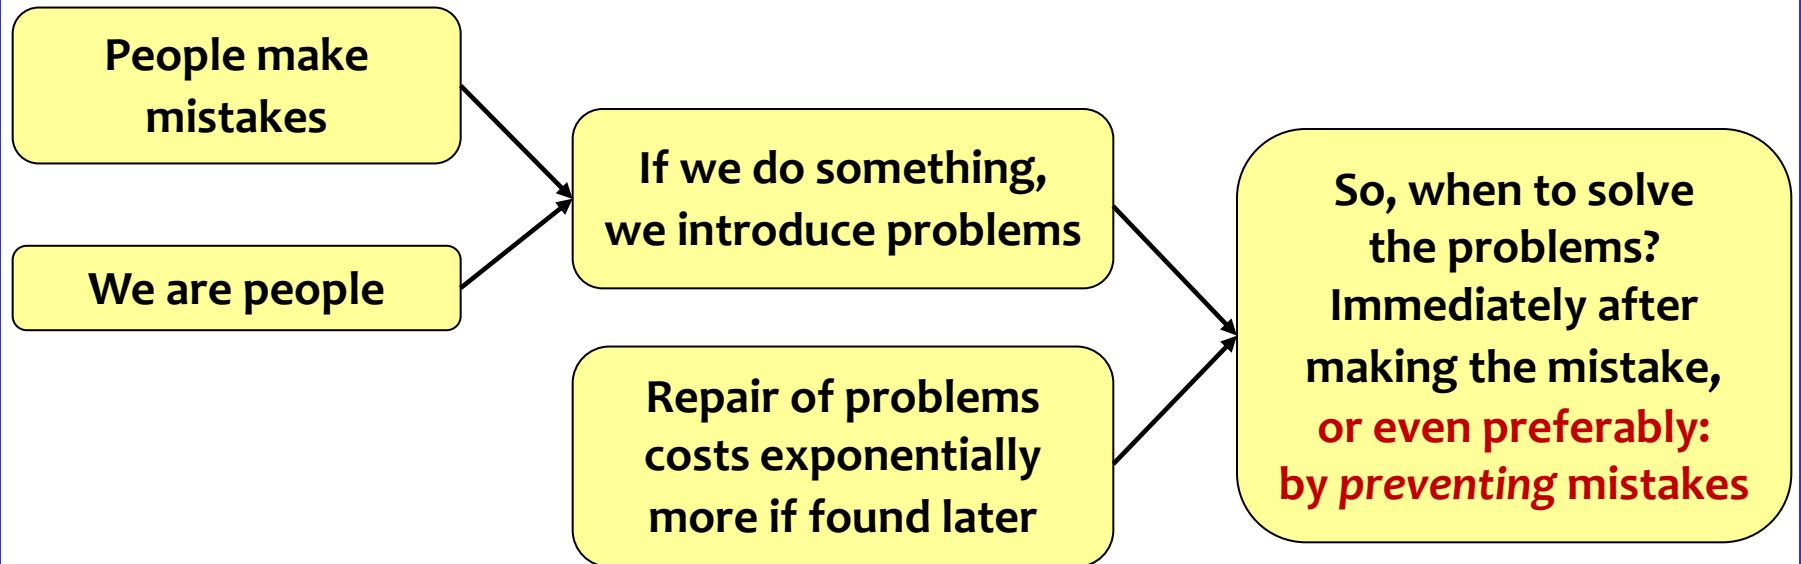 People make
mistakes
We are people
If we do something,
we introduce problems
Repair of problems
costs exponentially
more if found later
So, when to solve
the problems?
Immediately after
making the mistake,
or even preferably:
by preventing mistakes